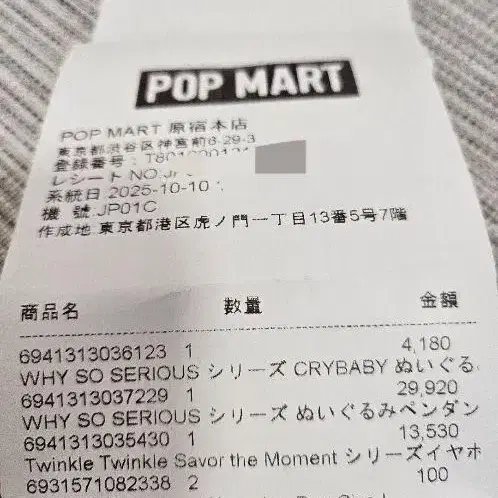 POP MART
POP MART 原宿本店
東京都渋谷区神宮前6-29-3
登録番号:
レシートNO.
系統日 2025-10-10
機 號 JP01C
作成地 東京都港区虎ノ門一丁目13番5号7階
商品名 数量 金額
6941313036123 1 4,180
WHY SO SERIOUS シリーズ CRYBABY ぬいぐる
6941313037229 1 29,920
WHY SO SERIOUS シリーズ ぬいぐるみペンダン
6941313035430 1 13,530
Twinkle Twinkle Savor the Moment シリーズイヤホ
6931571082338 2 100